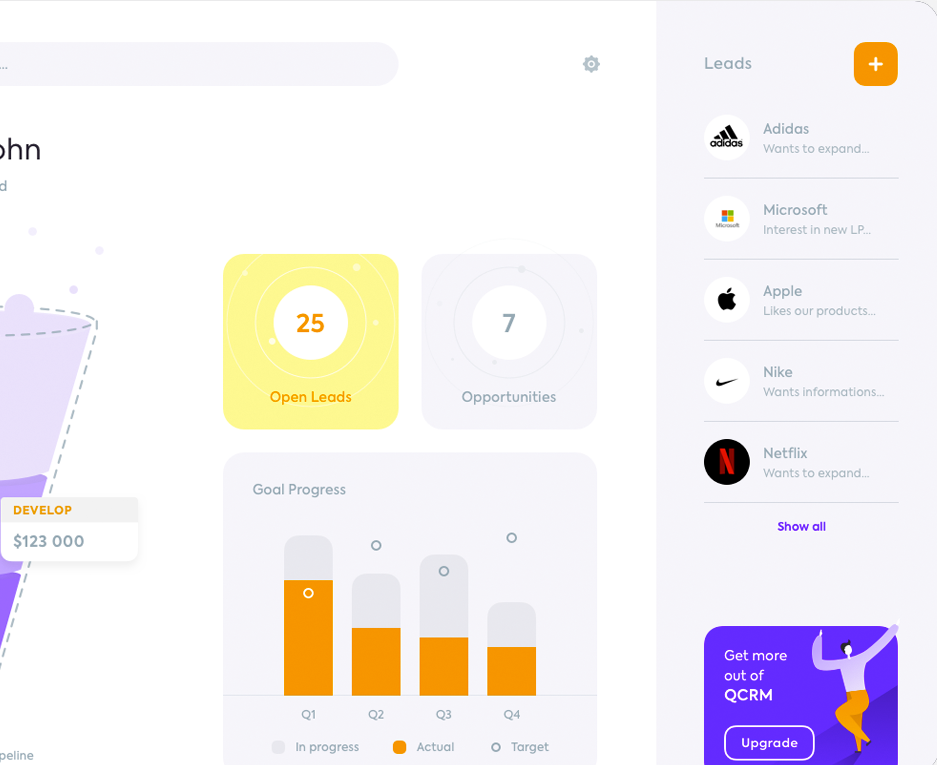 ...
Leads
+
ohn
d
adidas
Adidas
Wants to expand...
Microsoft
Microsoft
Interest in new LP...
Apple
Likes our products...
Nike
Wants informations...
N
Netflix
Wants to expand...
Show all
25
Open Leads
7
Opportunities
DEVELOP
$123 000
Goal Progress
Q1
Q2
Q3
Q4
In progress
Actual
Target
peline
Get more
out of
QCRM
Upgrade